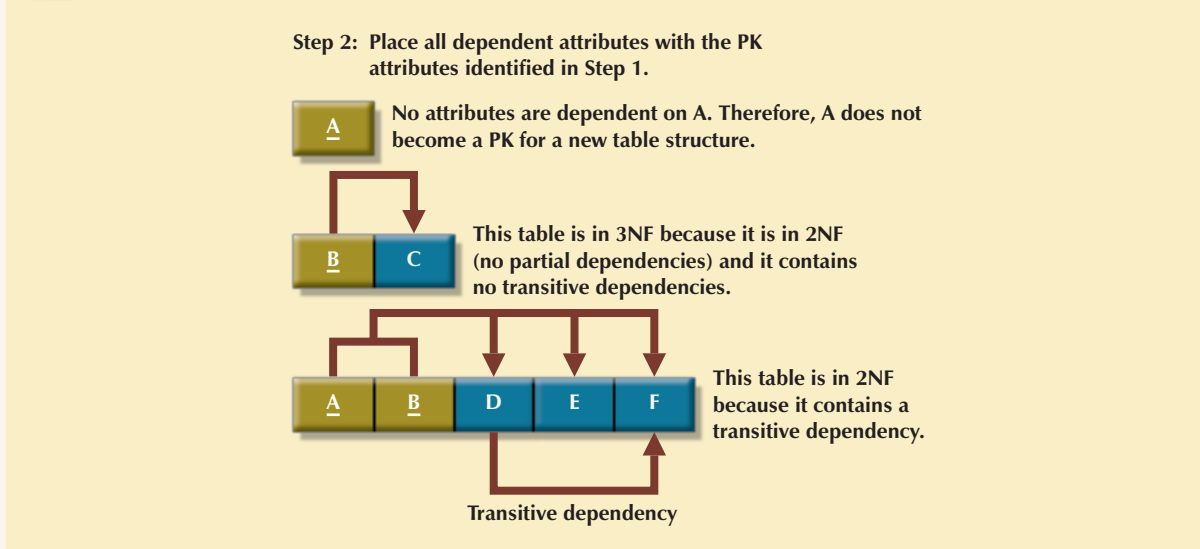 Step 2: Place all dependent attributes with the PK
attributes identified in Step 1.
A
No attributes are dependent on A. Therefore, A does not
become a PK for a new table structure.
B C
This table is in 3NF because it is in 2NF
(no partial dependencies) and it contains
no transitive dependencies.
A B D E F
This table is in 2NF
because it contains a
transitive dependency.
Transitive dependency